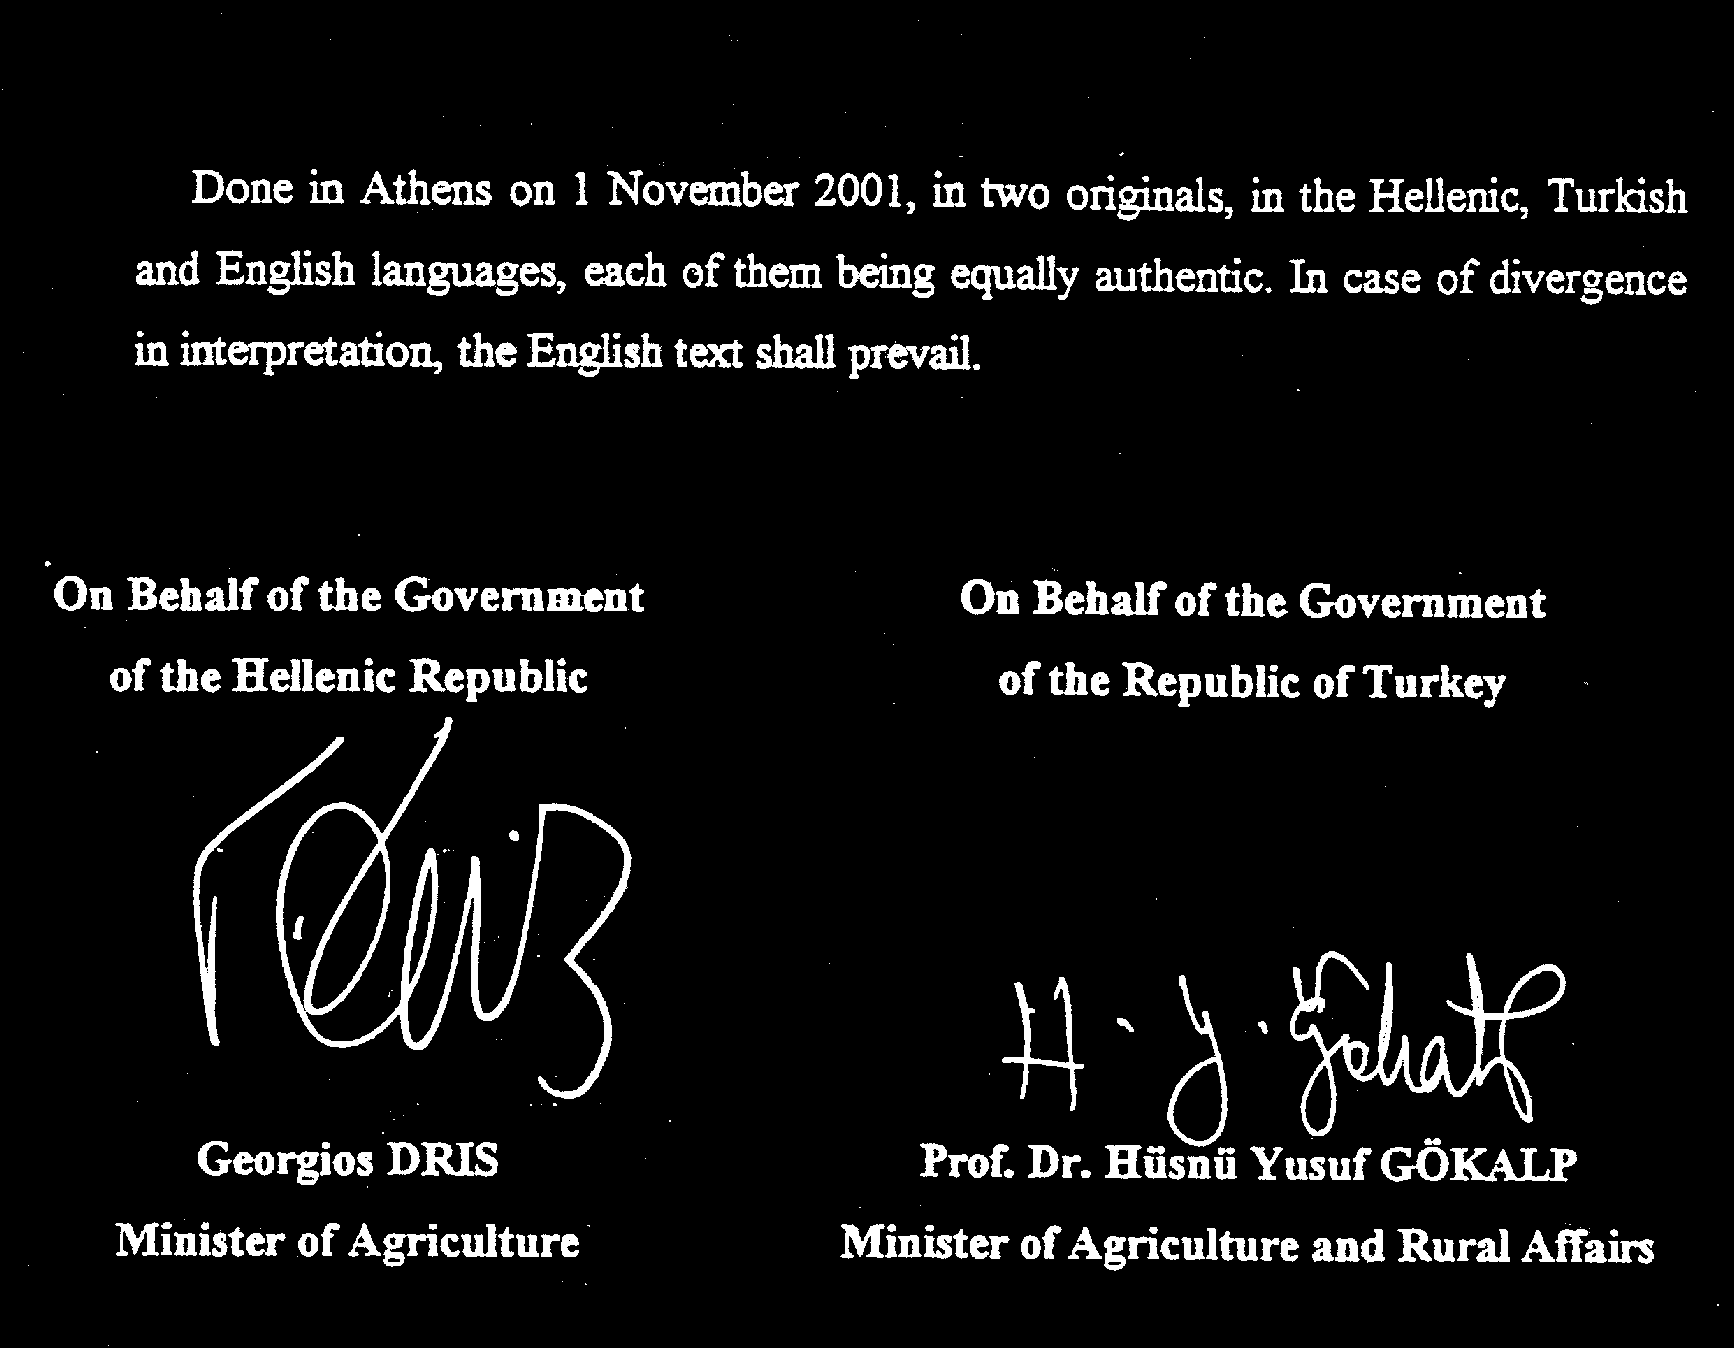 Done in Athens on 1 November 2001, in two originals, in the Hellenic, Turkish
and English languages, each of them being equally authentic. In case of divergence
in interpretation, the English text shall prevail.
On Behalf of the Government
of the Hellenic Republic
On Behalf of the Government
of the Republic of Turkey
H. Y. Gökalp
Georgios DRIS
Minister of Agriculture
Prof. Dr. Hüsnü Yusuf GÖKALP
Minister of Agriculture and Rural Affairs